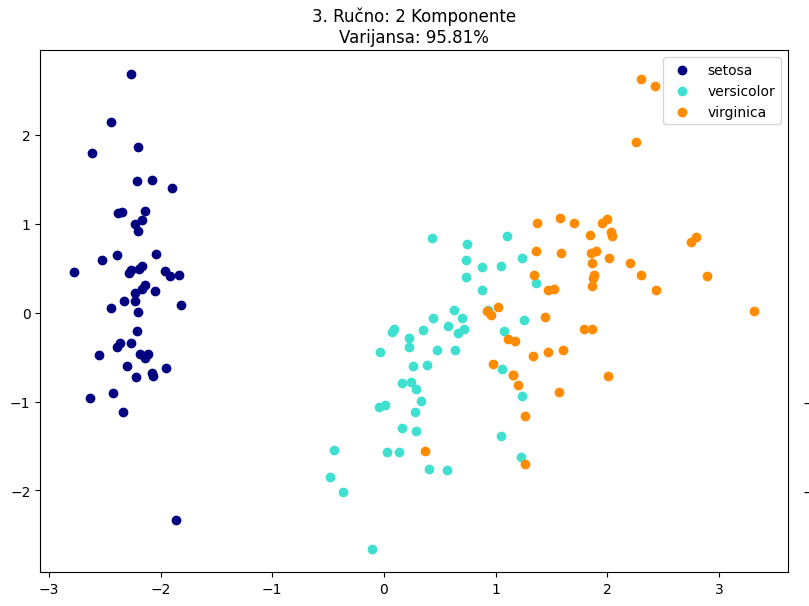 3. Ručno: 2 Komponente
Varijansa: 95.81%
setosa
versicolor
virginica
2
1
0
−1
−2
−3
−2
−1
0
1
2
3